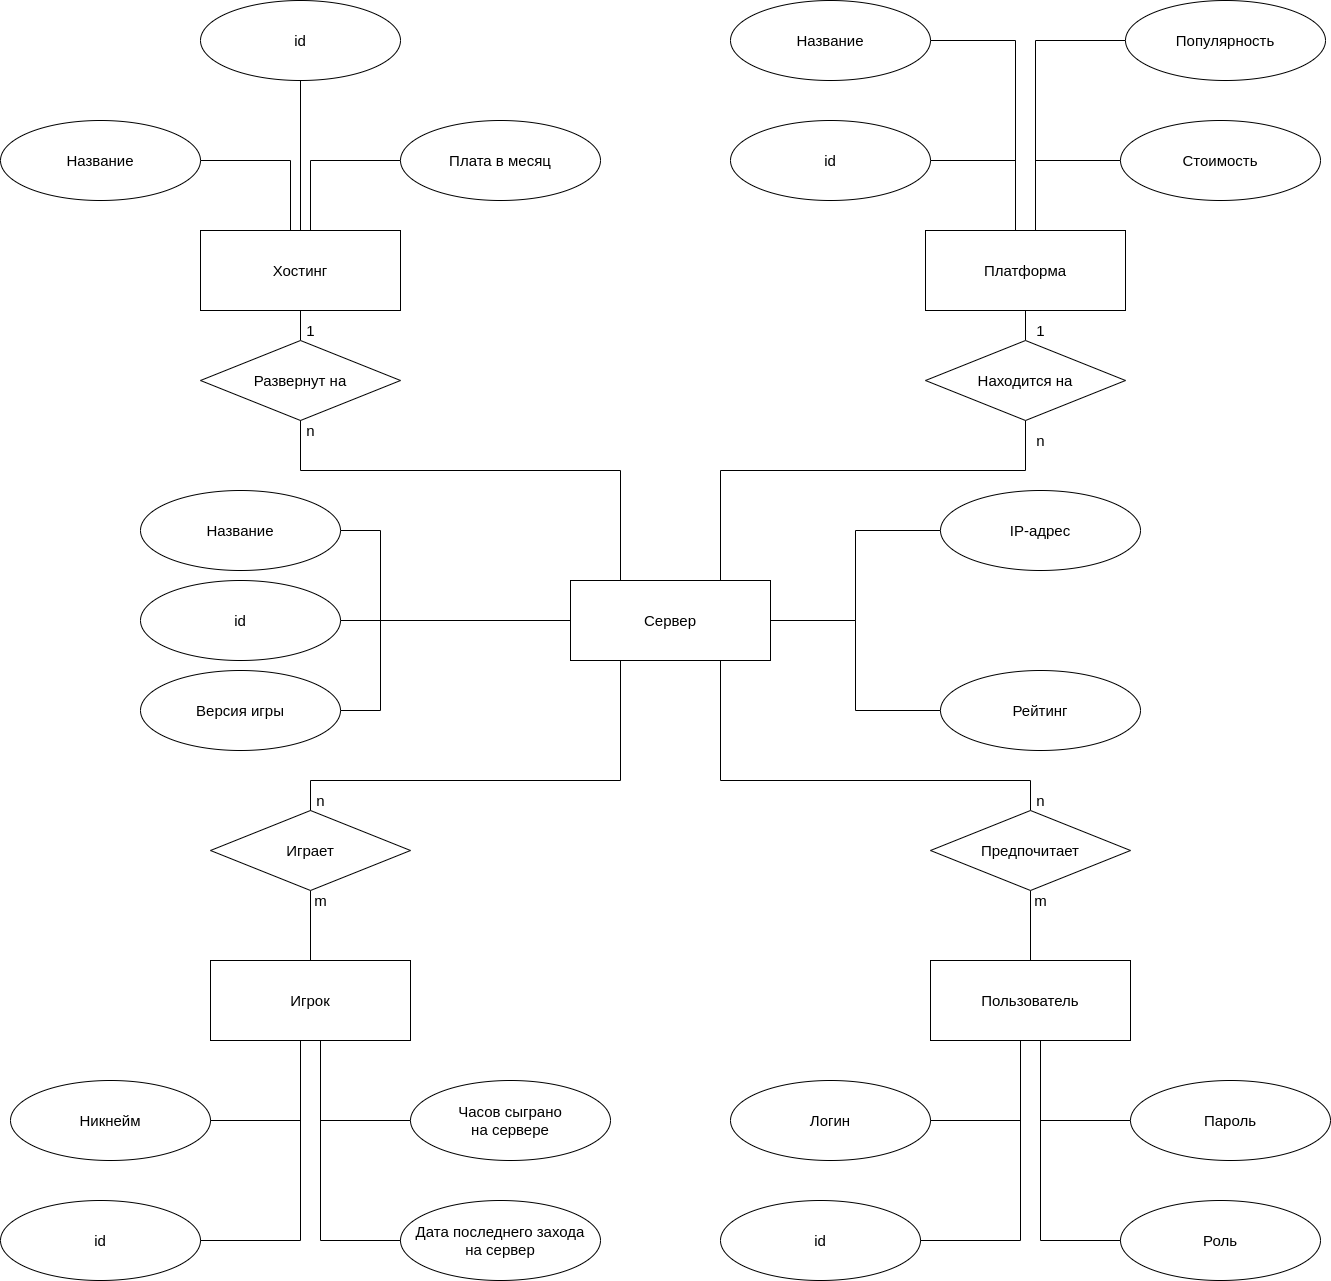 id
Название
Популярность
Название
Плата в месяц
id
Стоимость
Хостинг
Платформа
1
1
Развернут на
Находится на
n
n
Название
IP-адрес
id
Сервер
Версия игры
Рейтинг
n
n
Играет
Предпочитает
m
m
Игрок
Пользователь
Никнейм
Часов сыграно
на сервере
Логин
Пароль
id
Дата последнего захода
на сервер
id
Роль